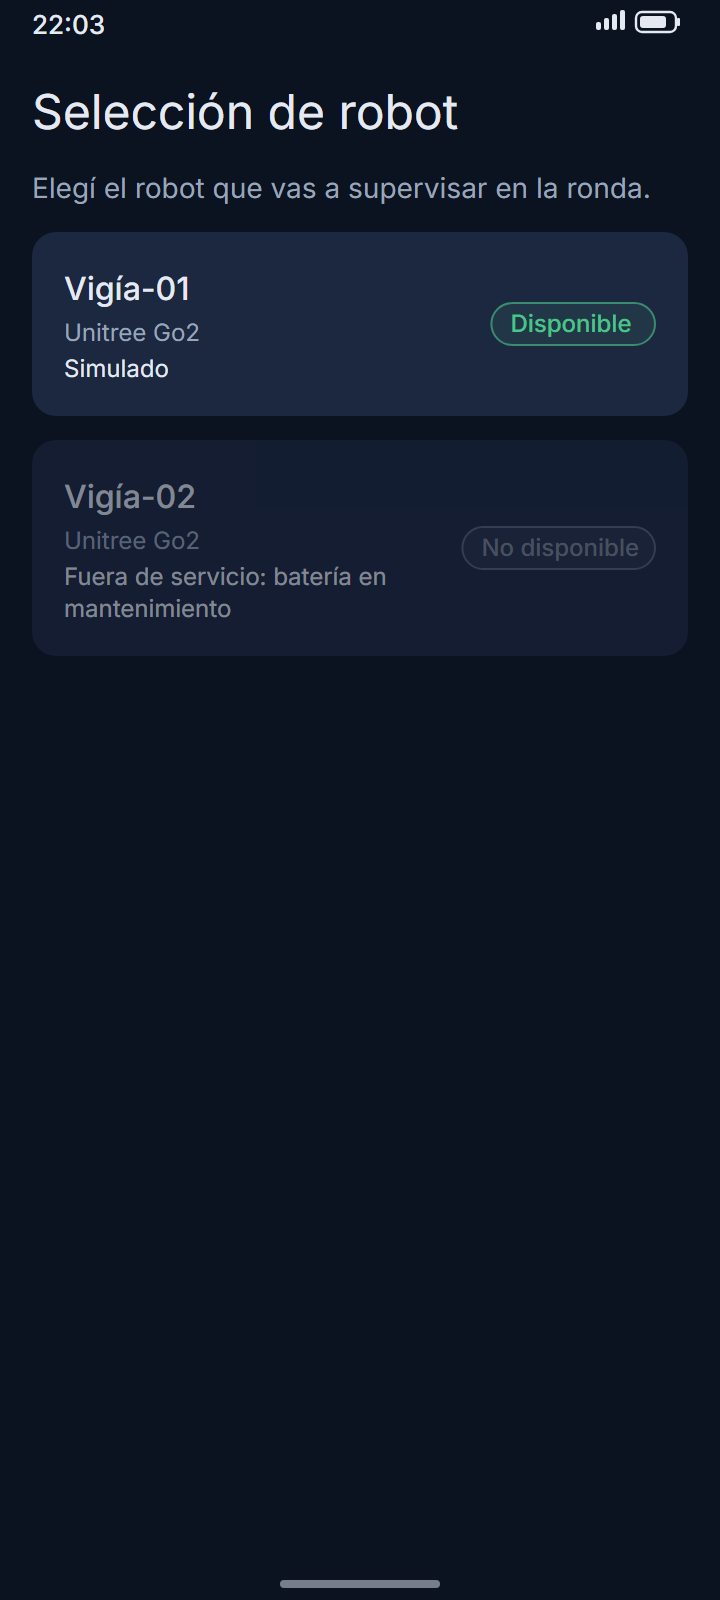 22:03
Selección de robot
Elegí el robot que vas a supervisar en la ronda.
Vigía-01
Unitree Go2
Simulado
Disponible
Vigía-02
Unitree Go2
Fuera de servicio: batería en
mantenimiento
No disponible